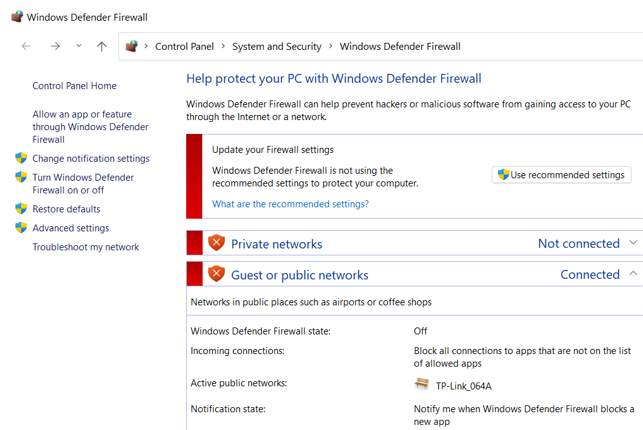 Windows Defender Firewall
Control Panel > System and Security > Windows Defender Firewall
Control Panel Home
Allow an app or feature
through Windows Defender
Firewall
Change notification settings
Turn Windows Defender
Firewall on or off
Restore defaults
Advanced settings
Troubleshoot my network
Help protect your PC with Windows Defender Firewall
Windows Defender Firewall can help prevent hackers or malicious software from gaining access to your PC
through the Internet or a network.
Update your Firewall settings
Windows Defender Firewall is not using the
recommended settings to protect your computer.
Use recommended settings
What are the recommended settings?
Private networks Not connected
Guest or public networks Connected
Networks in public places such as airports or coffee shops
Windows Defender Firewall state: Off
Incoming connections: Block all connections to apps that are not on the list
of allowed apps
Active public networks: TP-Link_064A
Notification state: Notify me when Windows Defender Firewall blocks a
new app